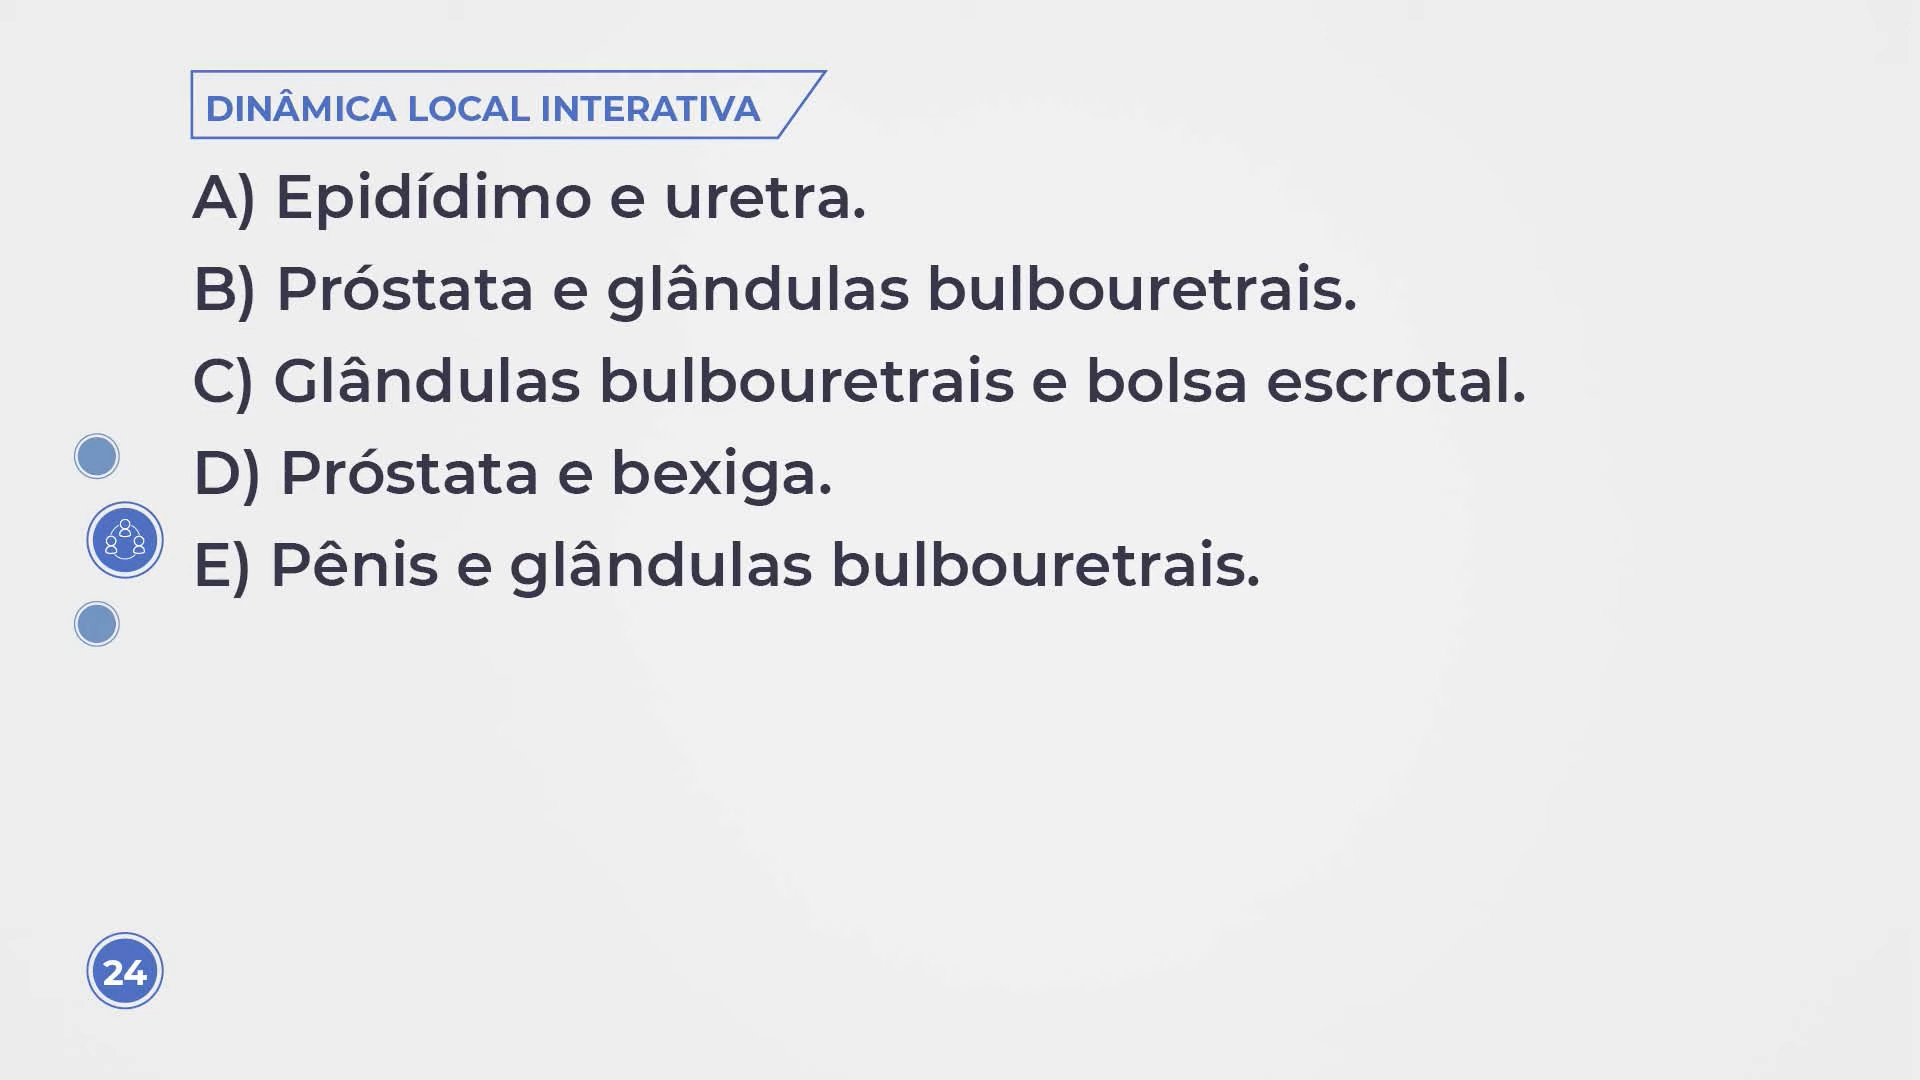 DINÂMICA LOCAL INTERATIVA
A) Epidídimo e uretra.
B) Próstata e glândulas bulbouretrais.
C) Glândulas bulbouretrais e bolsa escrotal.
D) Próstata e bexiga.
E) Pênis e glândulas bulbouretrais.
24